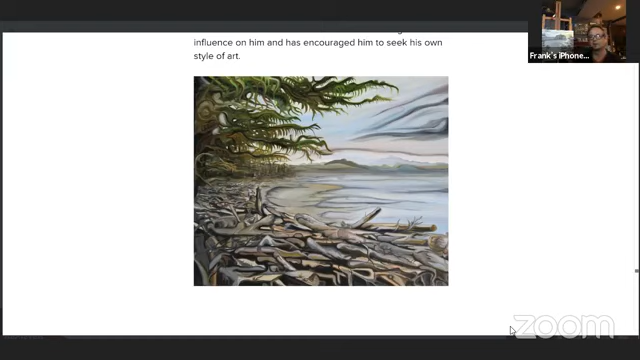 influence on him and has encouraged him to seek his own
style of art.
Frank's iPhone...
zoom